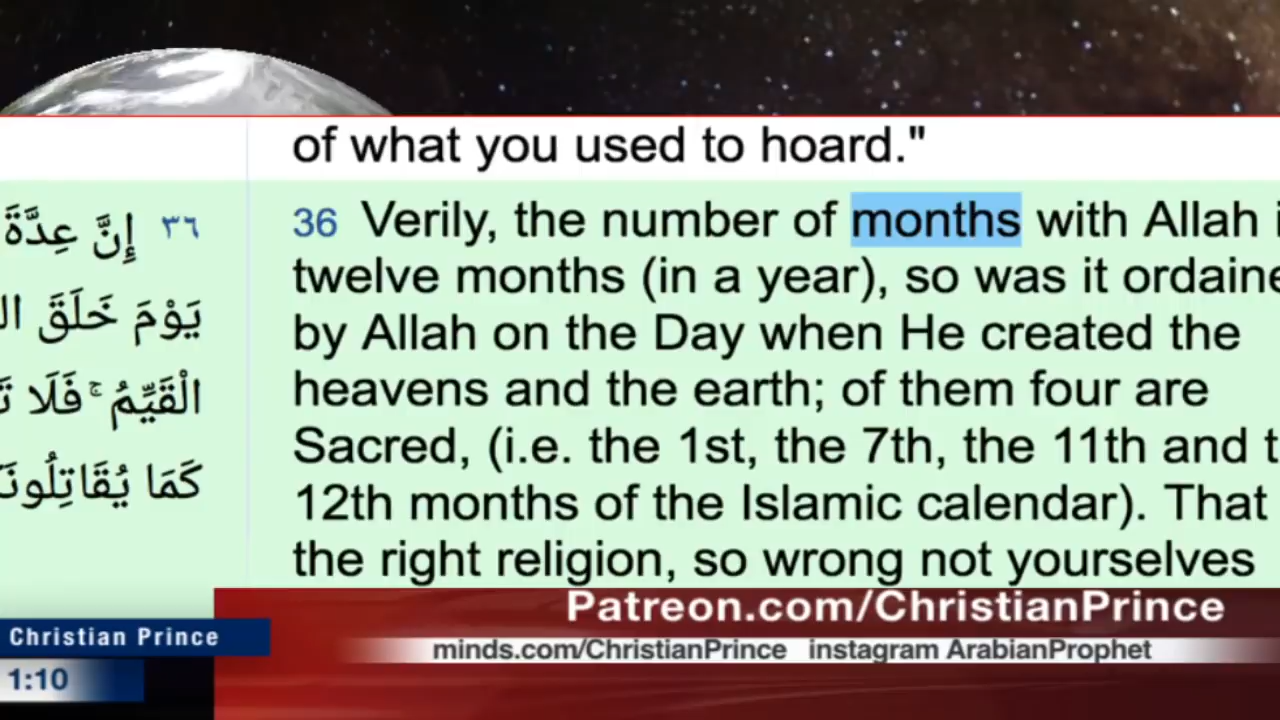 of what you used to hoard."
٣٦ إِنَّ عِدَّةَ
يَوْمَ خَلَقَ
الْقَيِّمُ ۚ فَلَا
كَمَا
36 Verily, the number of months with Allah i
twelve months (in a year), so was it ordaine
by Allah on the Day when He created the
heavens and the earth; of them four are
Sacred, (i.e. the 1st, the 7th, the 11th and t
12th months of the Islamic calendar). That
the right religion, so wrong not yourselves
Patreon.com/ChristianPrince
Christian Prince
minds.com/ChristianPrince instagram ArabianProphet
1:10